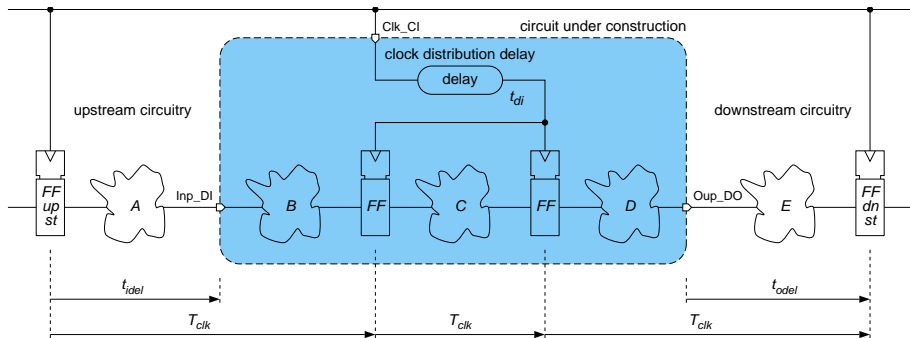 Clk_CI
circuit under construction
clock distribution delay
delay
t_di
upstream circuitry
downstream circuitry
FF
up
st
A
Inp_DI
B
FF
C
FF
D
Oup_DO
E
FF
dn
st
t_idel
t_odel
T_clk
T_clk
T_clk